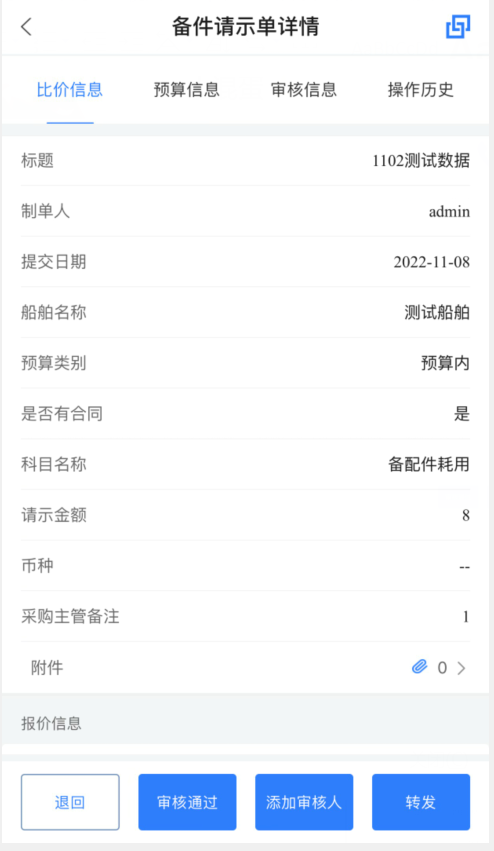 备件请示单详情
比价信息 预算信息 审核信息 操作历史
标题 1102测试数据
制单人 admin
提交日期 2022-11-08
船舶名称 测试船舶
预算类别 预算内
是否有合同 是
科目名称 备配件耗用
请示金额 8
币种 --
采购主管备注 1
附件 0
报价信息
退回 审核通过 添加审核人 转发